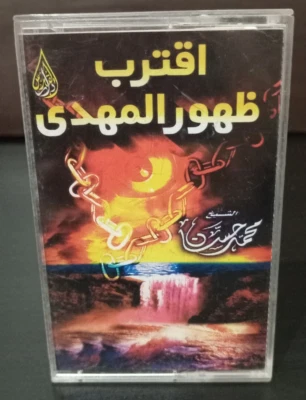 اقترب
ظهور المهدى
الشيخ
محمد حسان